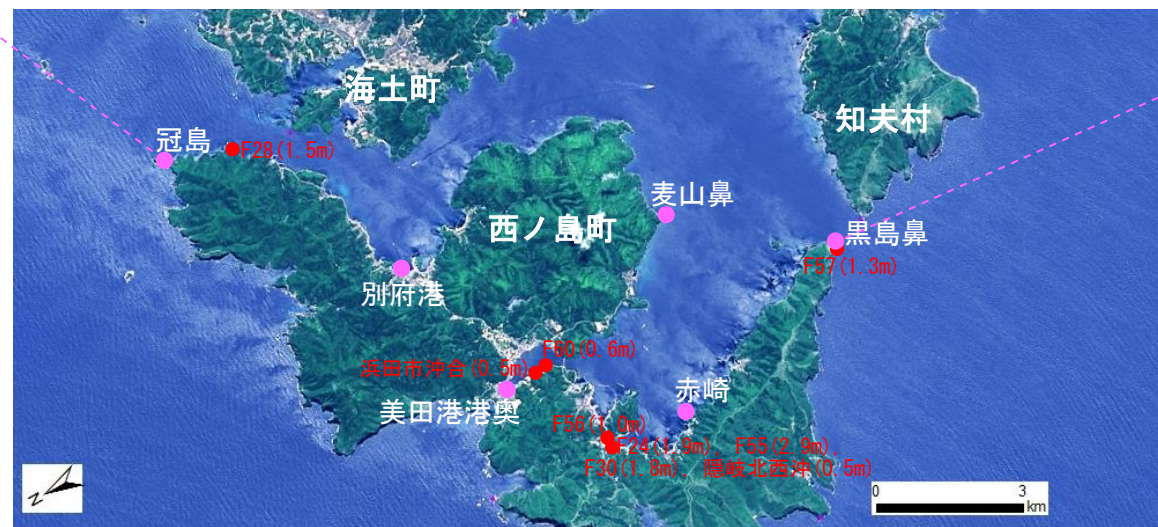 海土町
知夫村
冠島
F28(1.5m)
麦山鼻
西ノ島町
黒島鼻
F57(1.3m)
別府港
F60(0.6m)
浜田市沖合(0.5m)
美田港港奥
赤崎
F56(1.0m)
F24(1.9m), F55(2.9m),
F30(1.8m), 隠岐北西沖(0.5m)
Z
0 3
km